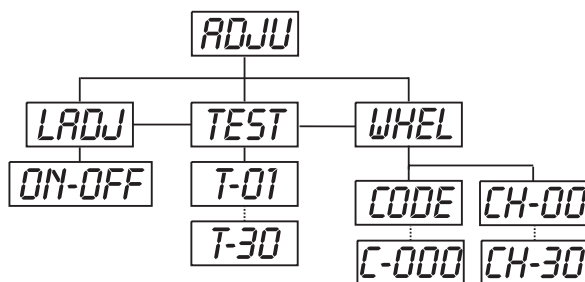 ADJU
LADJ TEST WHEL
ON-OFF T-01
CODE CH-00
T-30
C-000 CH-30